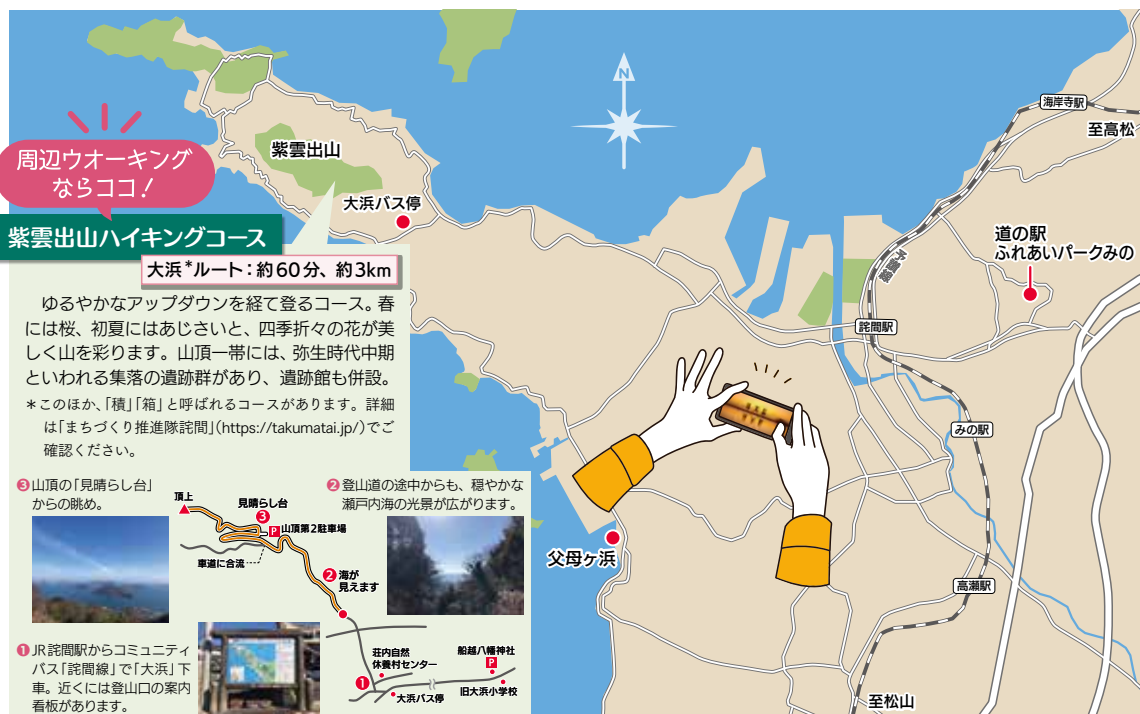 N
海岸寺駅
至高松
周辺ウオーキング
ならココ!
紫雲出山
大浜バス停
紫雲出山ハイキングコース
大浜*ルート:約60分、約3km
ゆるやかなアップダウンを経て登るコース。春
には桜、初夏にはあじさいと、四季折々の花が美
しく山を彩ります。山頂一帯には、弥生時代中期
といわれる集落の遺跡群があり、遺跡館も併設。
*このほか、「積」「箱」と呼ばれるコースがあります。詳細
は「まちづくり推進隊詫間」(https://takumatai.jp/)でご
確認ください。
道の駅
ふれあいパークみの
予讃線
詫間駅
みの駅
父母ヶ浜
高瀬駅
至松山
❸山頂の「見晴らし台」
からの眺め。
頂上
見晴らし台
❸
P 山頂第2駐車場
車道に合流
❷登山道の途中からも、穏やかな
瀬戸内海の光景が広がります。
❷海が
見えます
❶JR詫間駅からコミュニティ
バス「詫間線」で「大浜」下
車。近くには登山口の案内
看板があります。
荘内自然
休養村センター
❶
大浜バス停
船越八幡神社
P
旧大浜小学校